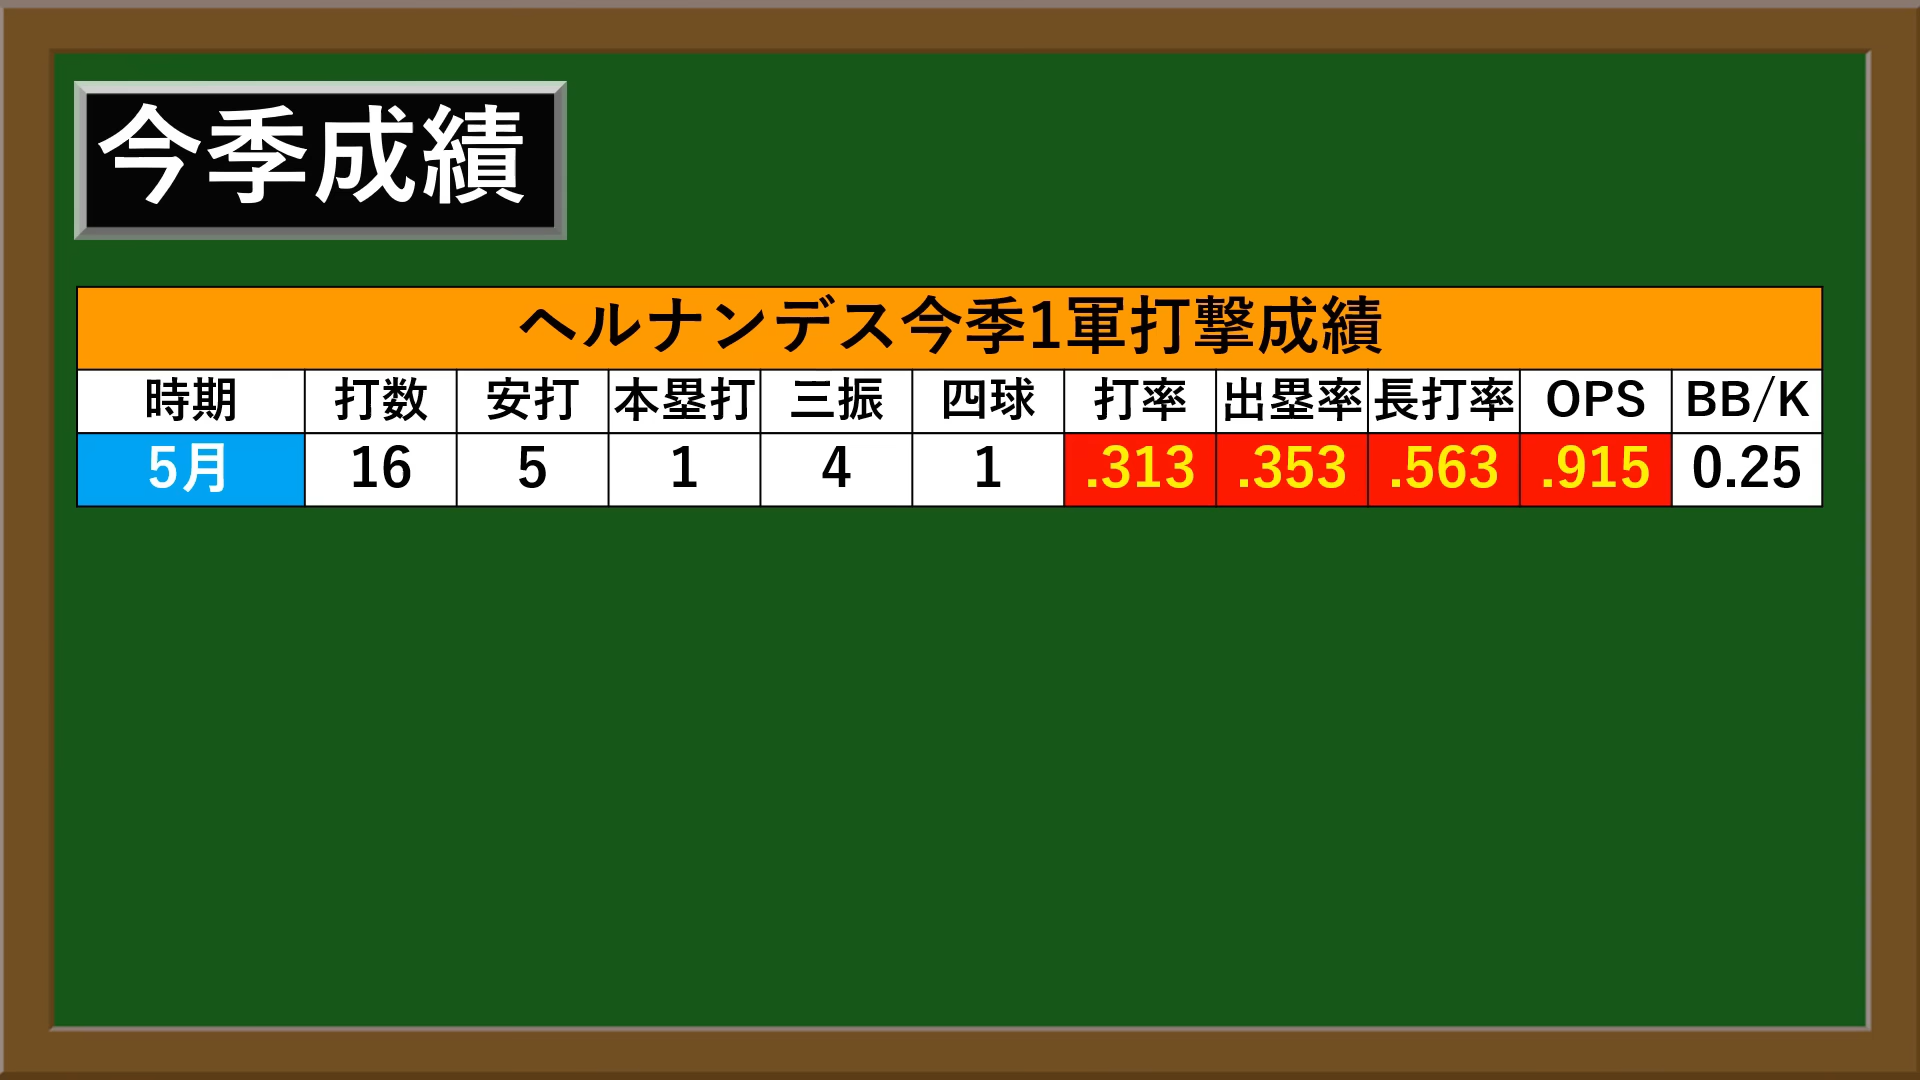 今季成績
ヘルナンデス今季1軍打撃成績
時期 打数 安打 本塁打 三振 四球 打率 出塁率 長打率 OPS BB/K
5月 16 5 1 4 1 .313 .353 .563 .915 0.25